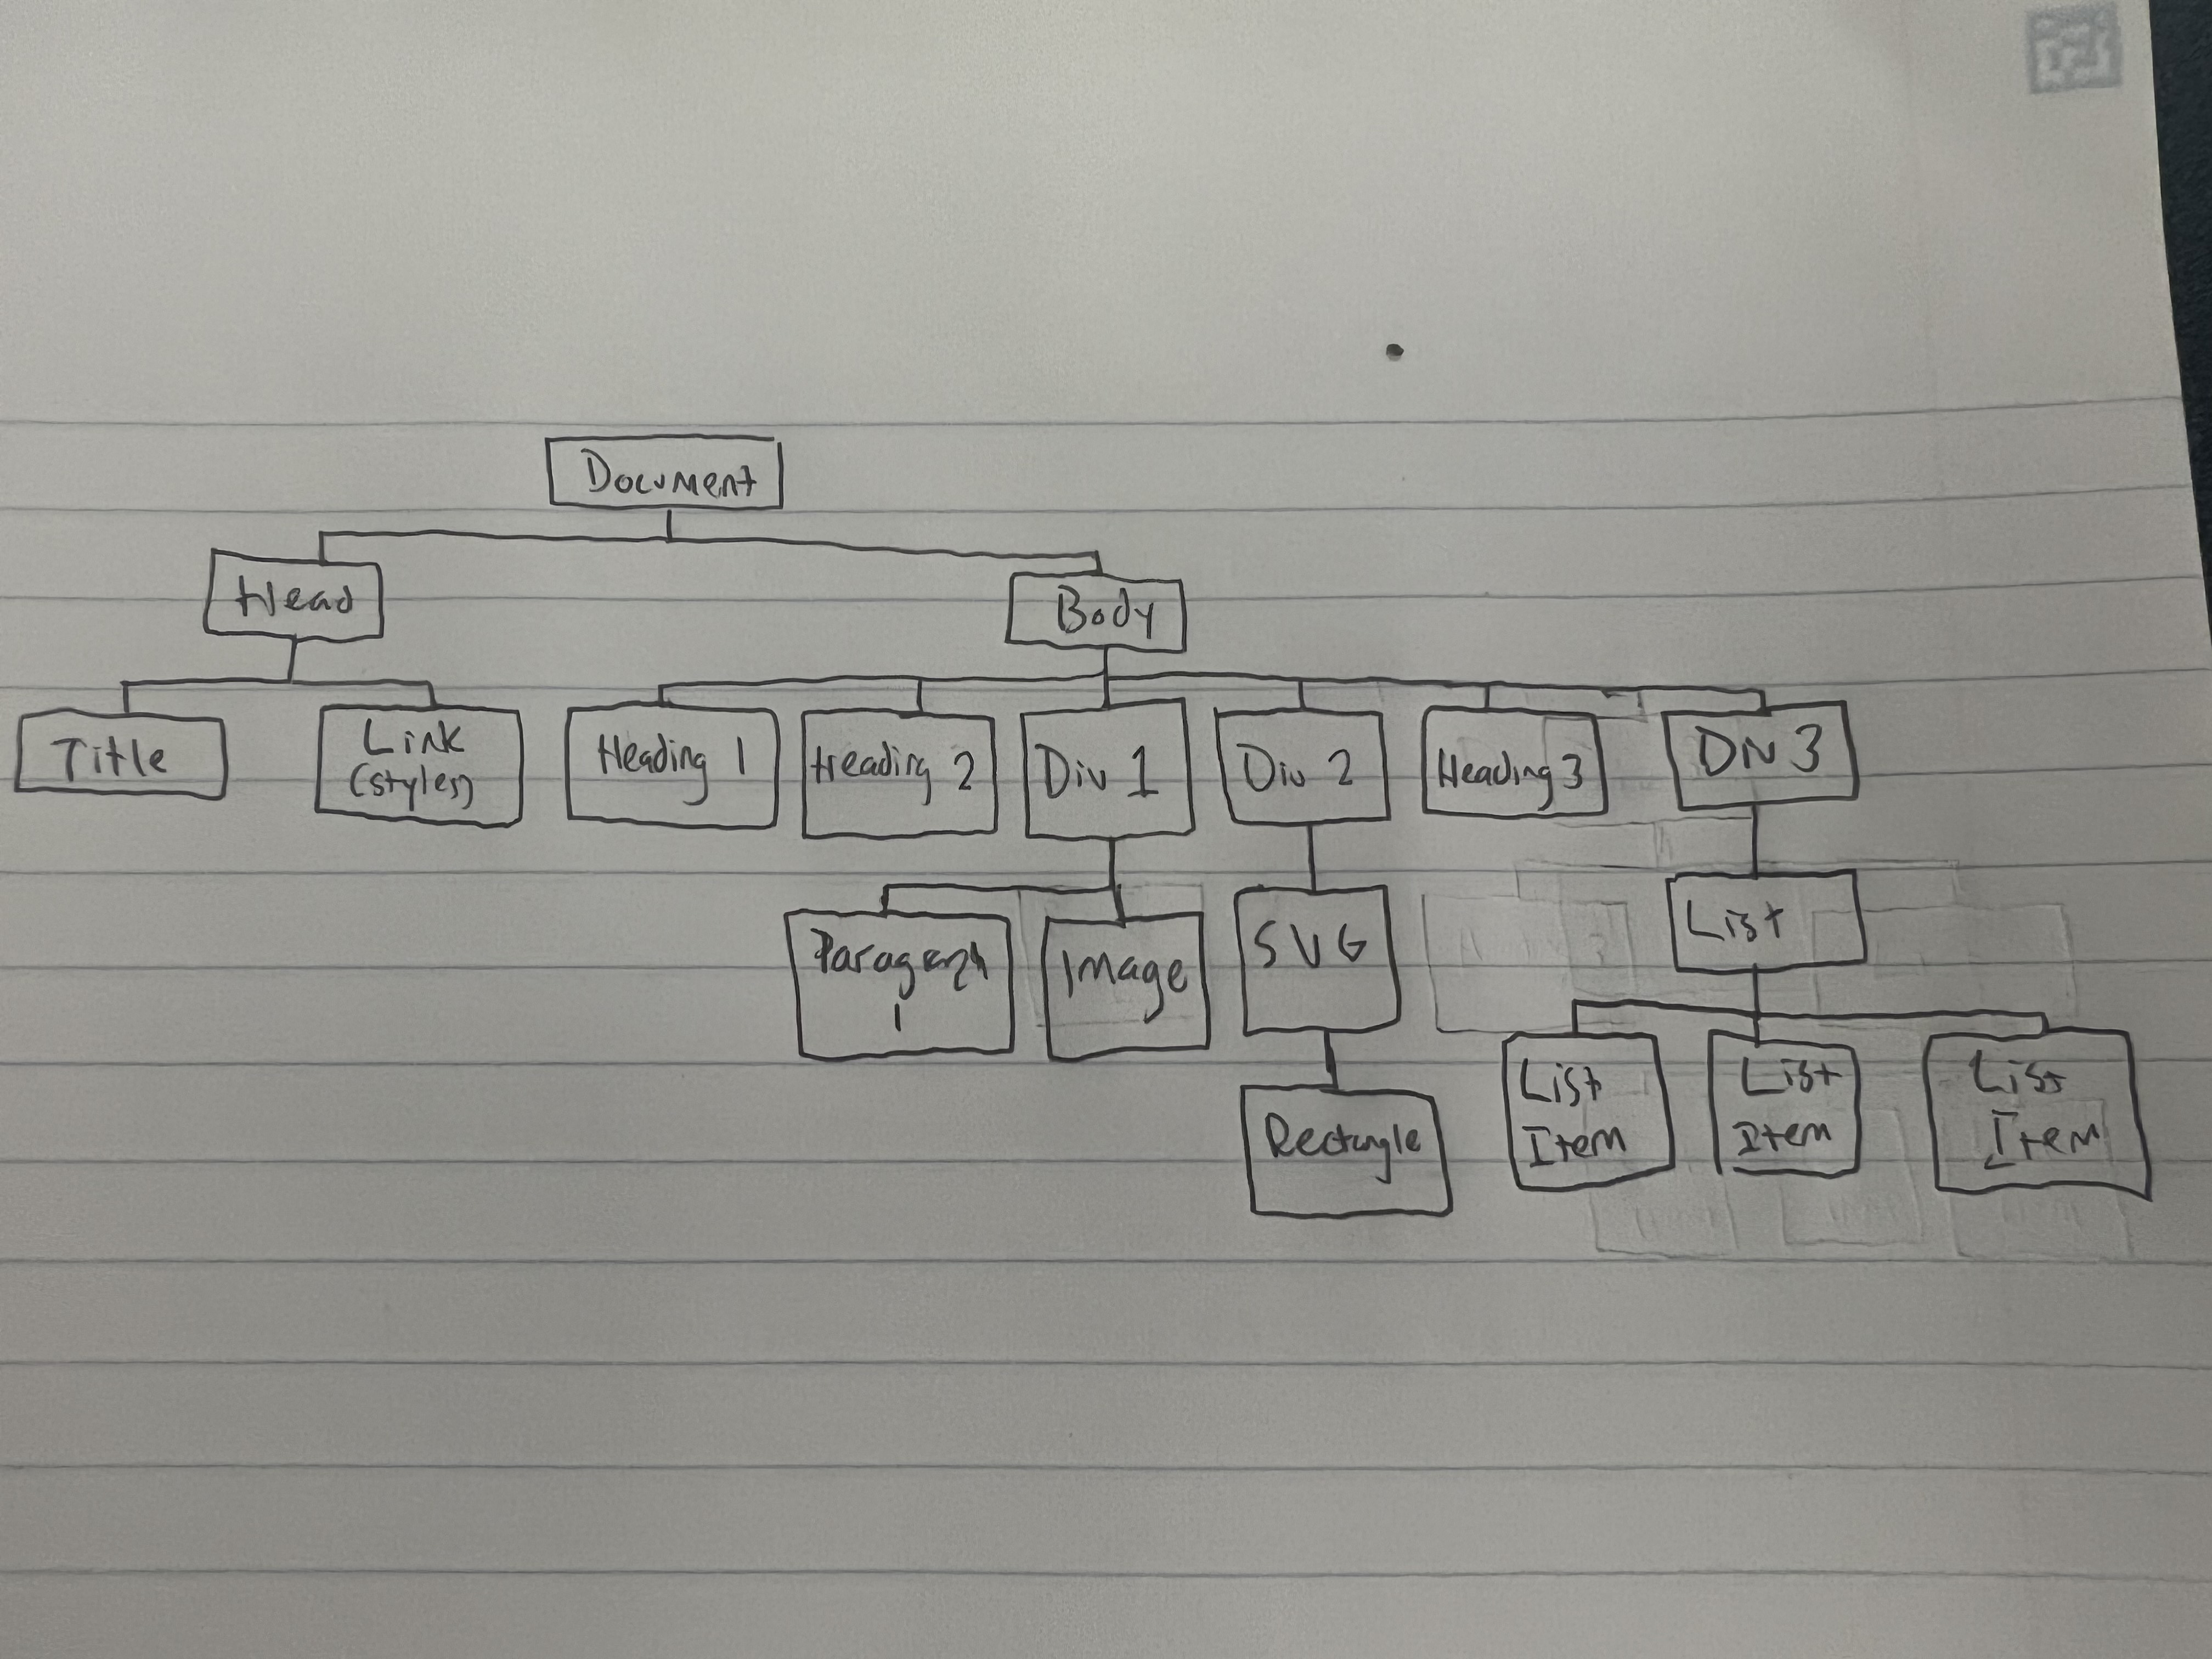 Document
Head
Body
Title
Link
(styles)
Heading 1
Heading 2
Div 1
Div 2
Heading 3
Div 3
Paragraph
1
Image
SVG
List
Rectangle
List
Item
List
Item
List
Item